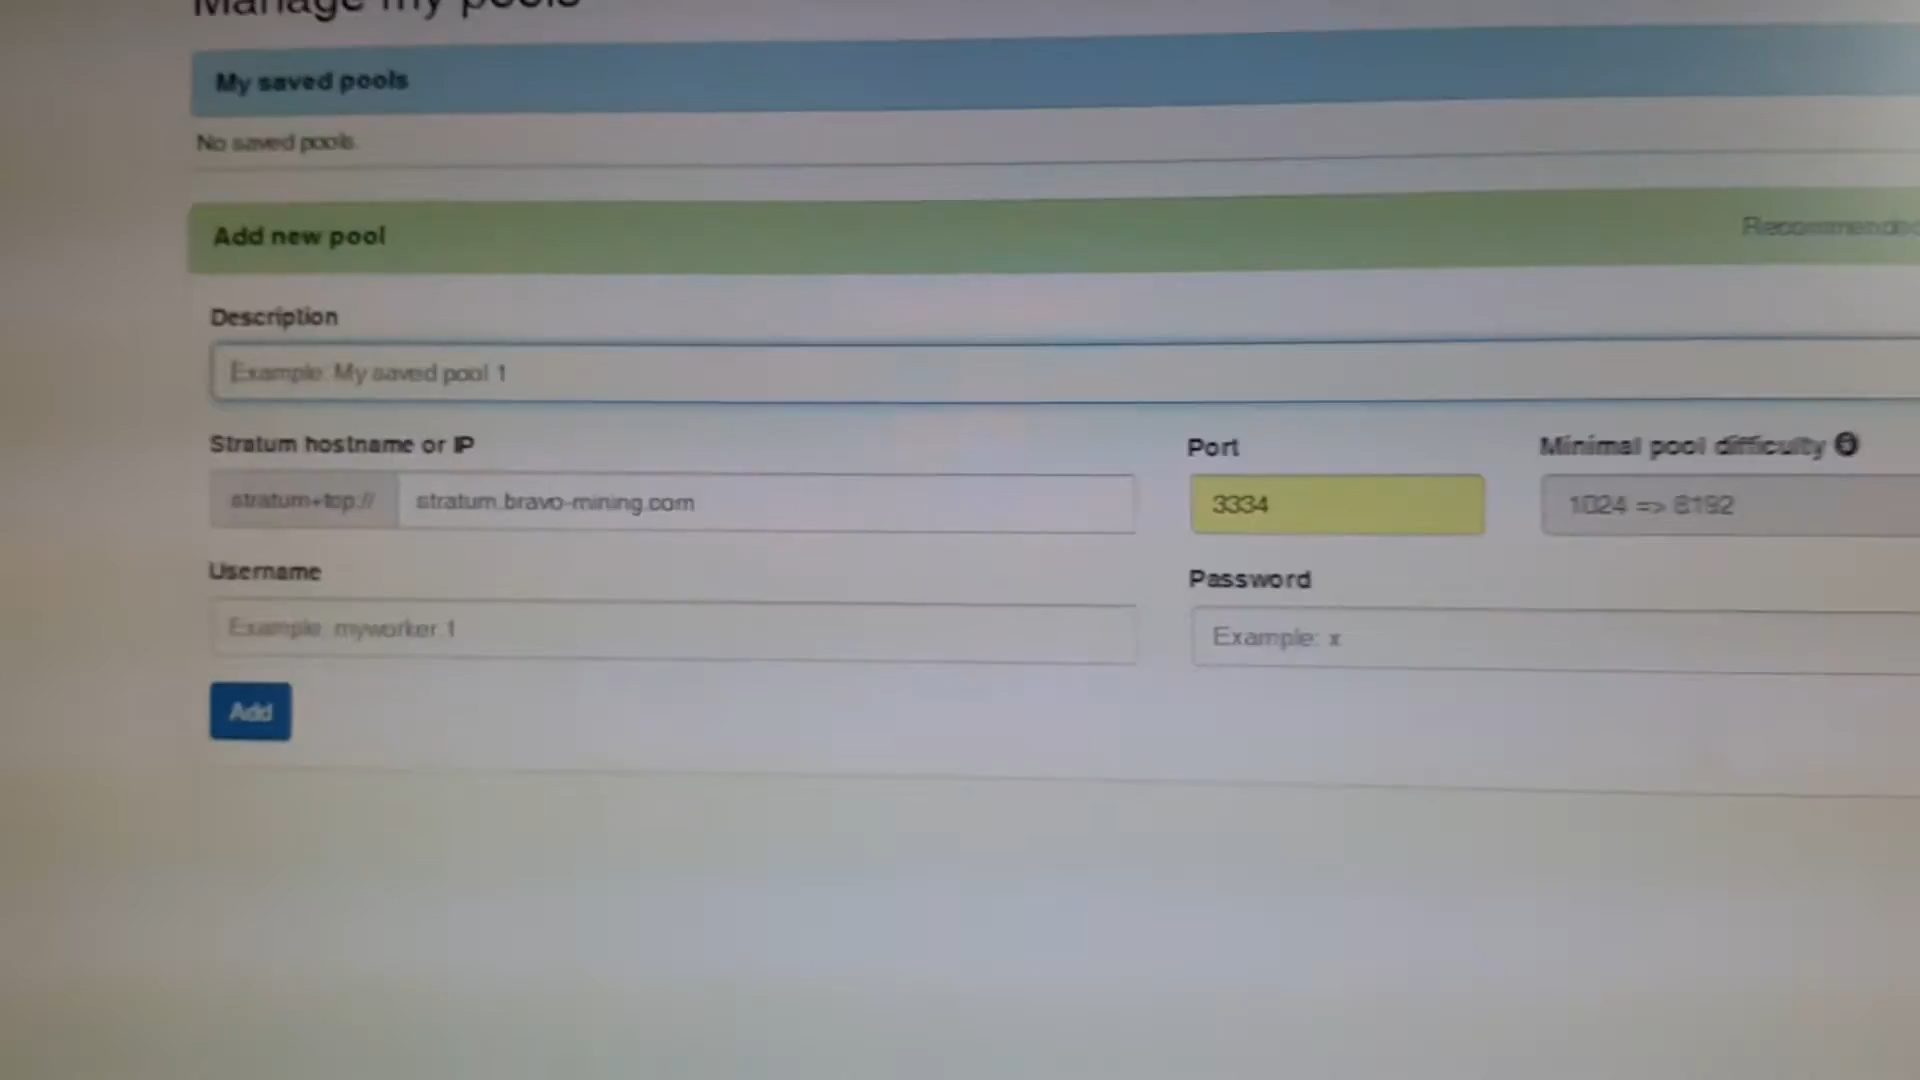 Manage my pools
My saved pools
No saved pools.
Add new pool
Recommended
Description
Example: My saved pool 1
Stratum hostname or IP
Port
Minimal pool difficulty
stratum+tcp://
stratum.bravo-mining.com
3334
1024 => 8192
Username
Password
Example: myworker.1
Example: x
Add